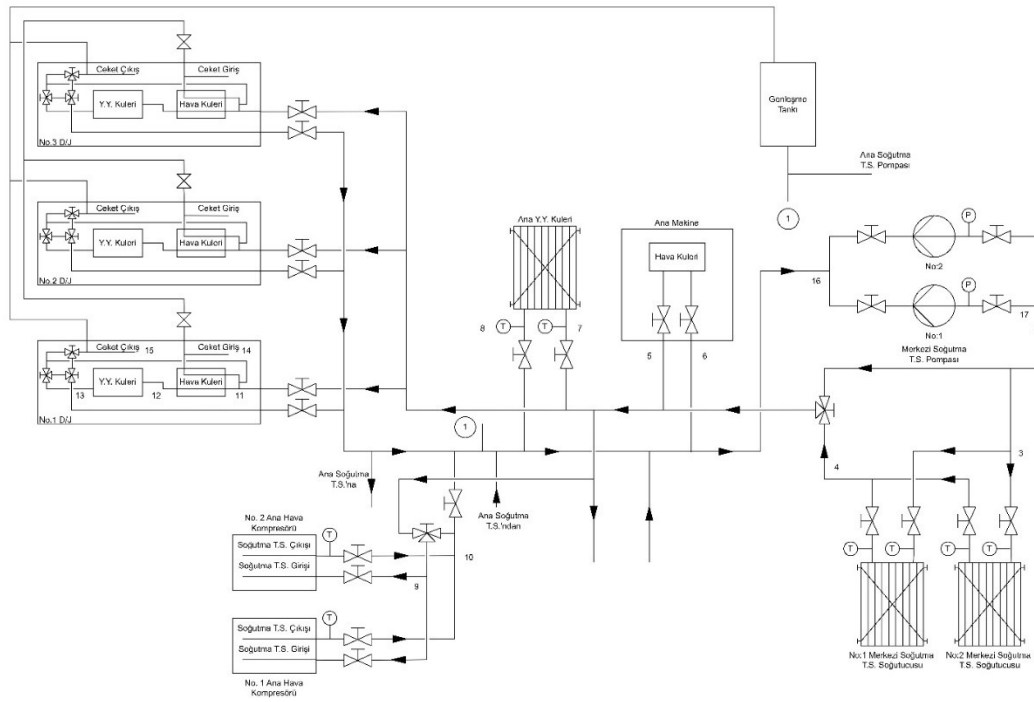 Ceket Çıkış
Ceket Giriş
Y.Y. Kuleri
Hava Kuleri
No.3 D/J
Genleşme
Tankı
Ana Soğutma
T.S. Pompası
1
Ceket Çıkış
Ceket Giriş
Y.Y. Kuleri
Hava Kuleri
No.2 D/J
Ana Y.Y. Kuleri
T
T
8
7
Ana Makine
Hava Kuleri
5
6
P
No:2
16
P
No:1
17
Merkezi Soğutma
T.S. Pompası
Ceket Çıkış
15
Ceket Giriş
14
Y.Y. Kuleri
Hava Kuleri
13
12
11
No.1 D/J
1
Ana Soğutma
T.S.'na
Ana Soğutma
T.S.'ndan
4
3
No. 2 Ana Hava
Kompresörü
T
Soğutma T.S. Çıkışı
Soğutma T.S. Girişi
10
9
T
Soğutma T.S. Çıkışı
Soğutma T.S. Girişi
No. 1 Ana Hava
Kompresörü
T
T
T
T
No:1 Merkezi Soğutma
T.S. Soğutucusu
No:2 Merkezi Soğutma
T.S. Soğutucusu